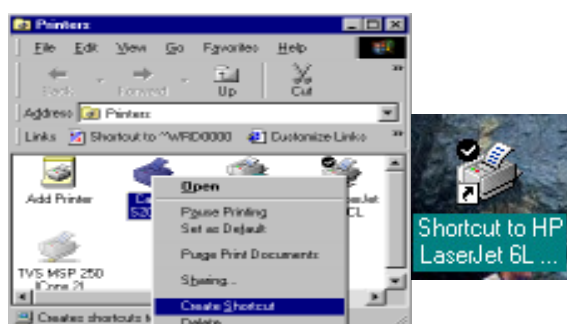 Printers
File Edit View Go Favorites Help
Back Forward Up Cut
Address Printers
Links Shortcut to ~WRD0000 Customize Links
Add Printer
TVS MSP 250
Open
Pause Printing
Set as Default
Purge Print Documents
Sharing...
Create Shortcut
Delete
Creates shortcuts
Shortcut to HP
LaserJet 6L ...